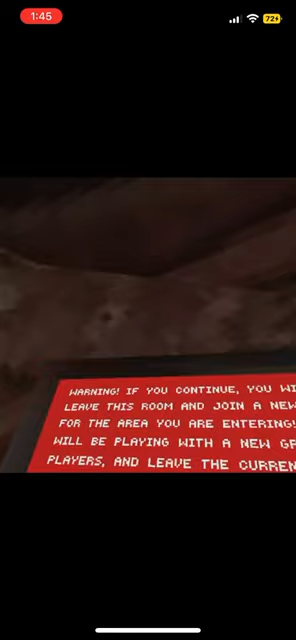 1:45
72
WARNING! IF YOU CONTINUE, YOU
LEAVE THIS ROOM AND JOIN A NEW
FOR THE AREA YOU ARE ENTERING!
WILL BE PLAYING WITH A NEW
PLAYERS, AND LEAVE THE